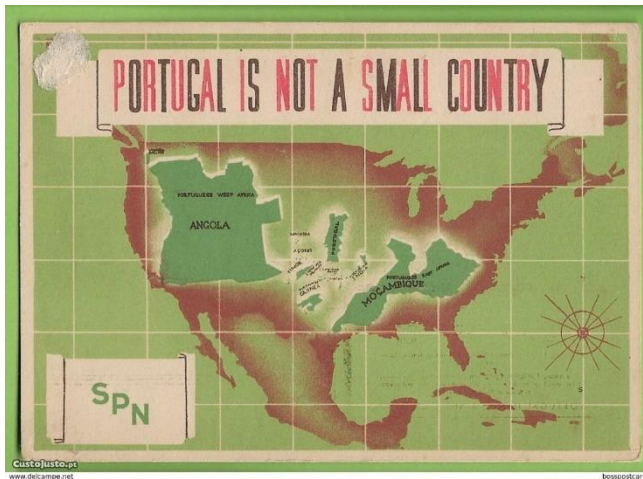 PORTUGAL IS NOT A SMALL COUNTRY
PORTUGUESE WEST AFRICA
ANGOLA
PORTUGAL
AÇORES
GUINEA
PORTUGUESE EAST AFRICA
MOÇAMBIQUE
SPN
S
CustoJusto.pt
www.delcampe.net
bosspostcar